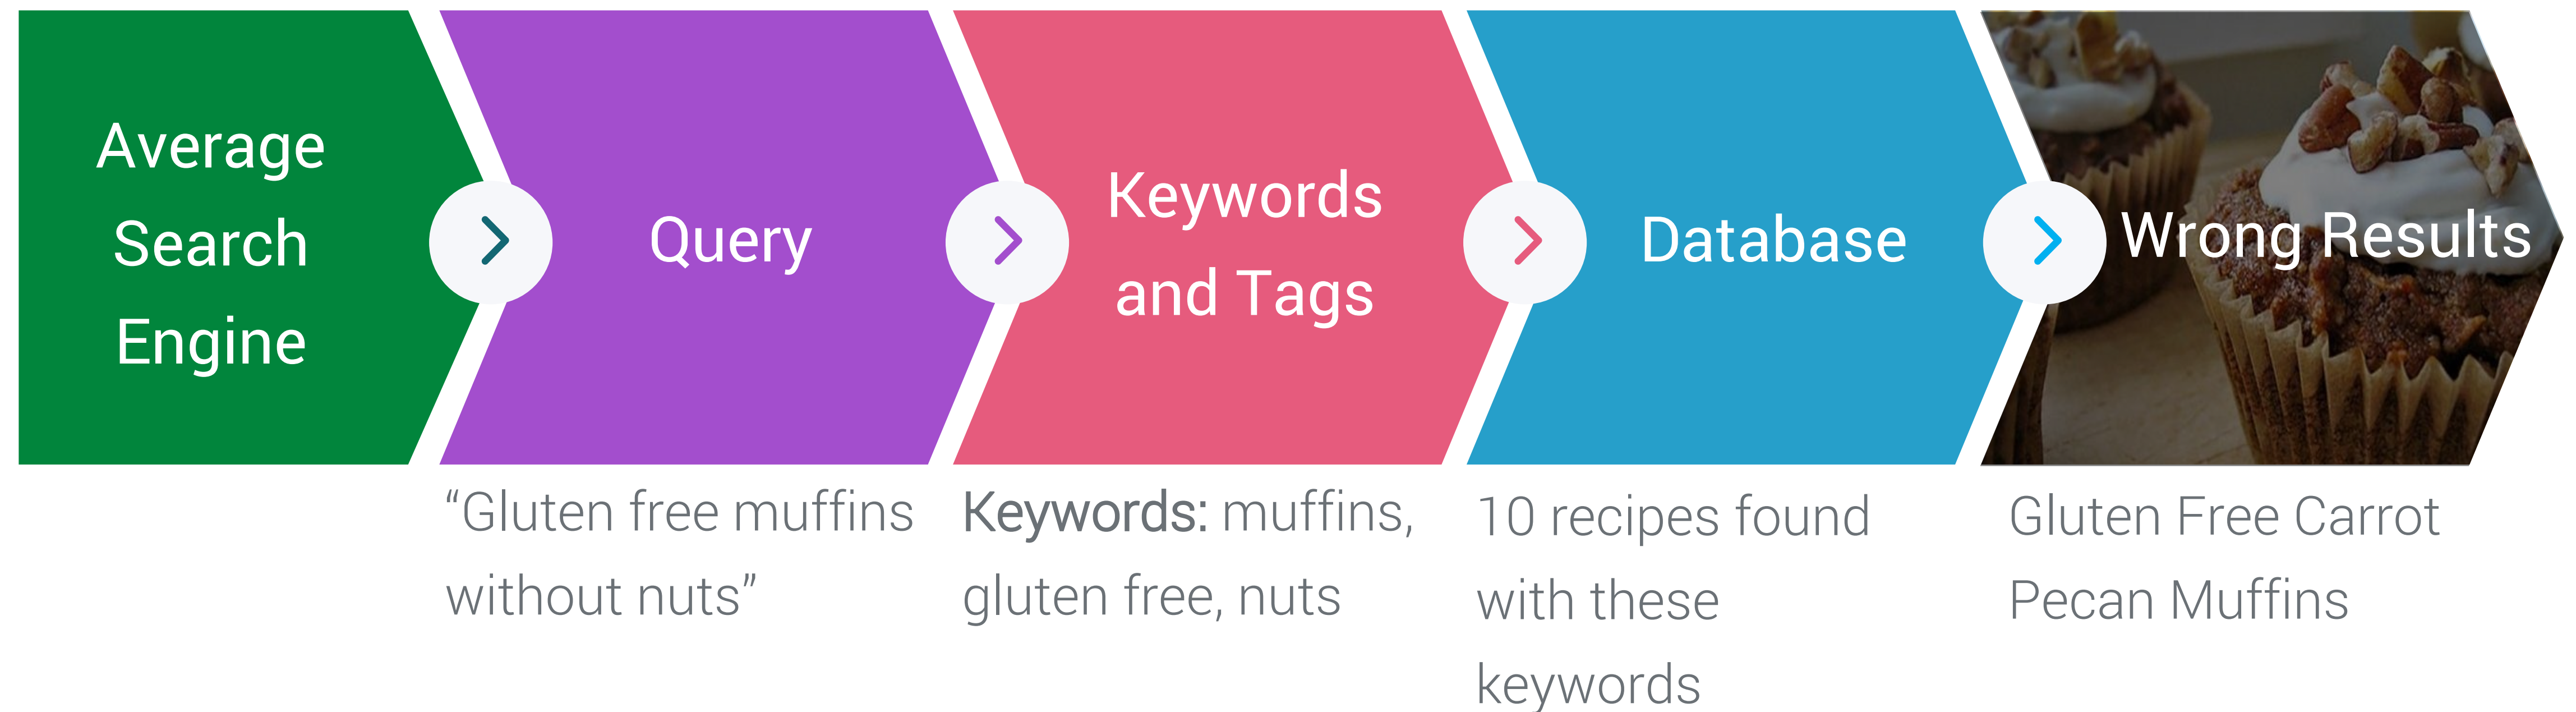 Average
Search
Engine
Query
Keywords
and Tags
Database
Wrong Results
“Gluten free muffins
without nuts”
Keywords: muffins,
gluten free, nuts
10 recipes found
with these
keywords
Gluten Free Carrot
Pecan Muffins